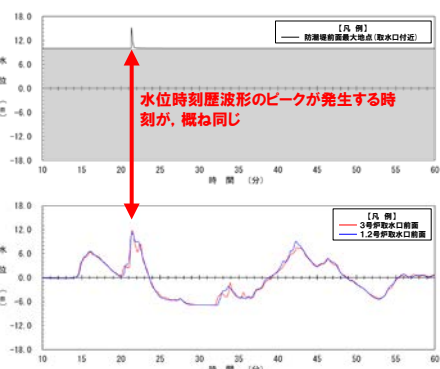 18.0
【凡 例】
防潮堤前面最大地点(取水口付近)
12.0
水
6.0
位
0.0
-6.0
水位時刻歴波形のピークが発生する時
刻が，概ね同じ
-12.0
-18.0
10 15 20 25 30 35 40 45 50 55 60
時 間 (分)
18.0
【凡 例】
3号炉取水口前面
1,2号炉取水口前面
12.0
水
6.0
位
0.0
-6.0
-12.0
-18.0
10 15 20 25 30 35 40 45 50 55 60
時 間 (分)